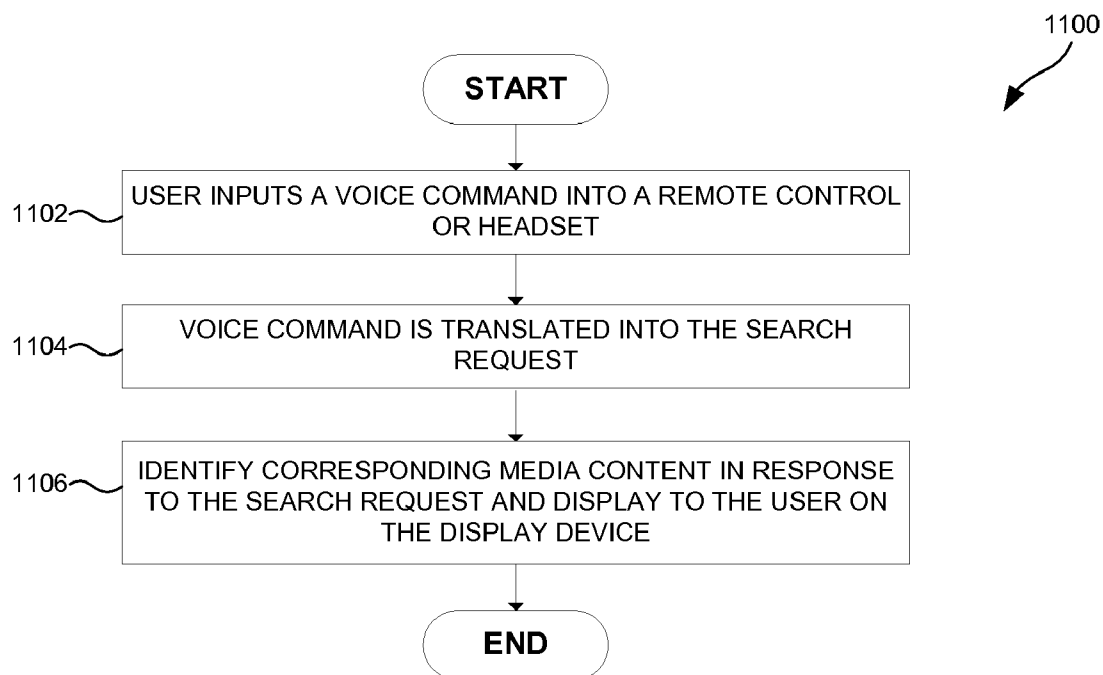 1100
START
USER INPUTS A VOICE COMMAND INTO A REMOTE CONTROL
OR HEADSET
1102
VOICE COMMAND IS TRANSLATED INTO THE SEARCH
REQUEST
1104
IDENTIFY CORRESPONDING MEDIA CONTENT IN RESPONSE
TO THE SEARCH REQUEST AND DISPLAY TO THE USER ON
THE DISPLAY DEVICE
1106
END